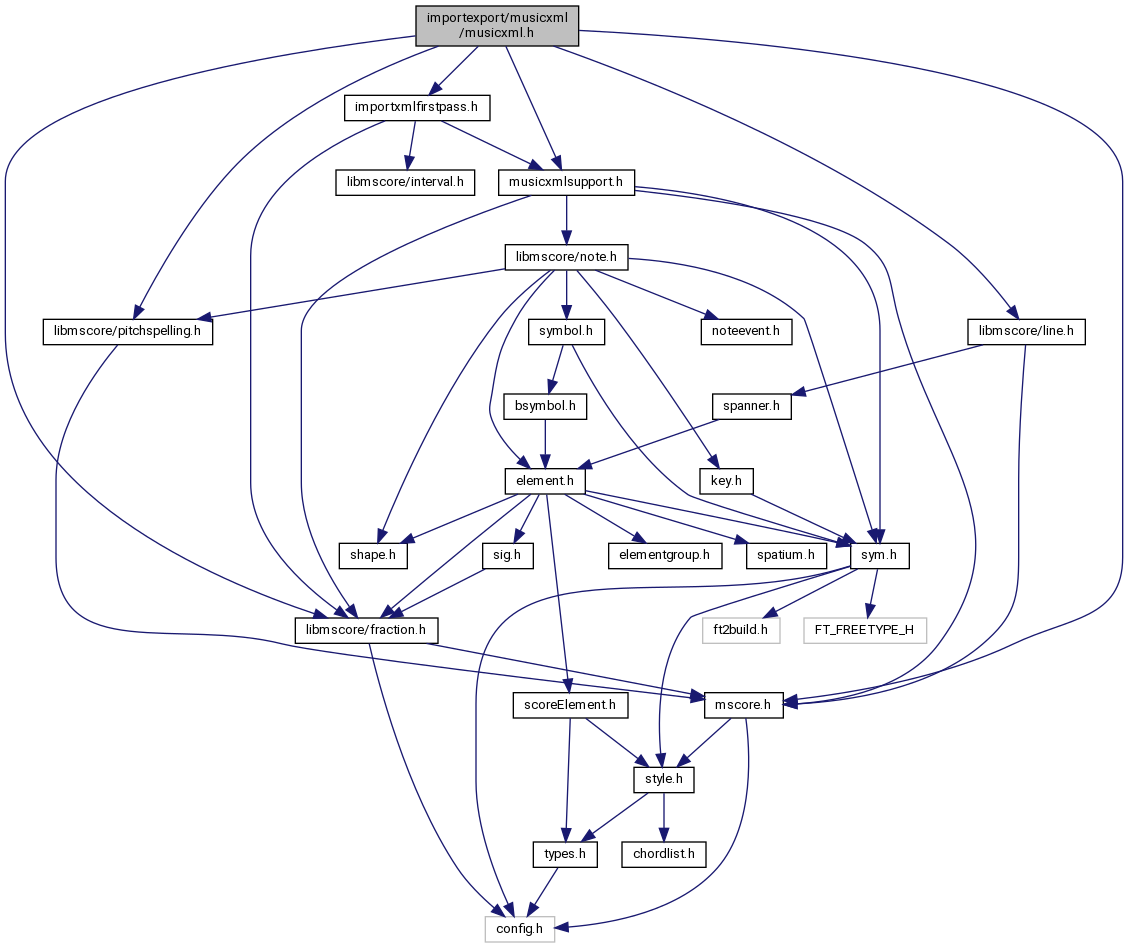 importexport/musicxml
/musicxml.h
importxmlfirstpass.h
libmscore/interval.h
musicxmlsupport.h
libmscore/note.h
libmscore/pitchspelling.h
symbol.h
noteevent.h
libmscore/line.h
bsymbol.h
spanner.h
element.h
key.h
shape.h
sig.h
elementgroup.h
spatium.h
sym.h
libmscore/fraction.h
ft2build.h
FT_FREETYPE_H
scoreElement.h
mscore.h
style.h
types.h
chordlist.h
config.h